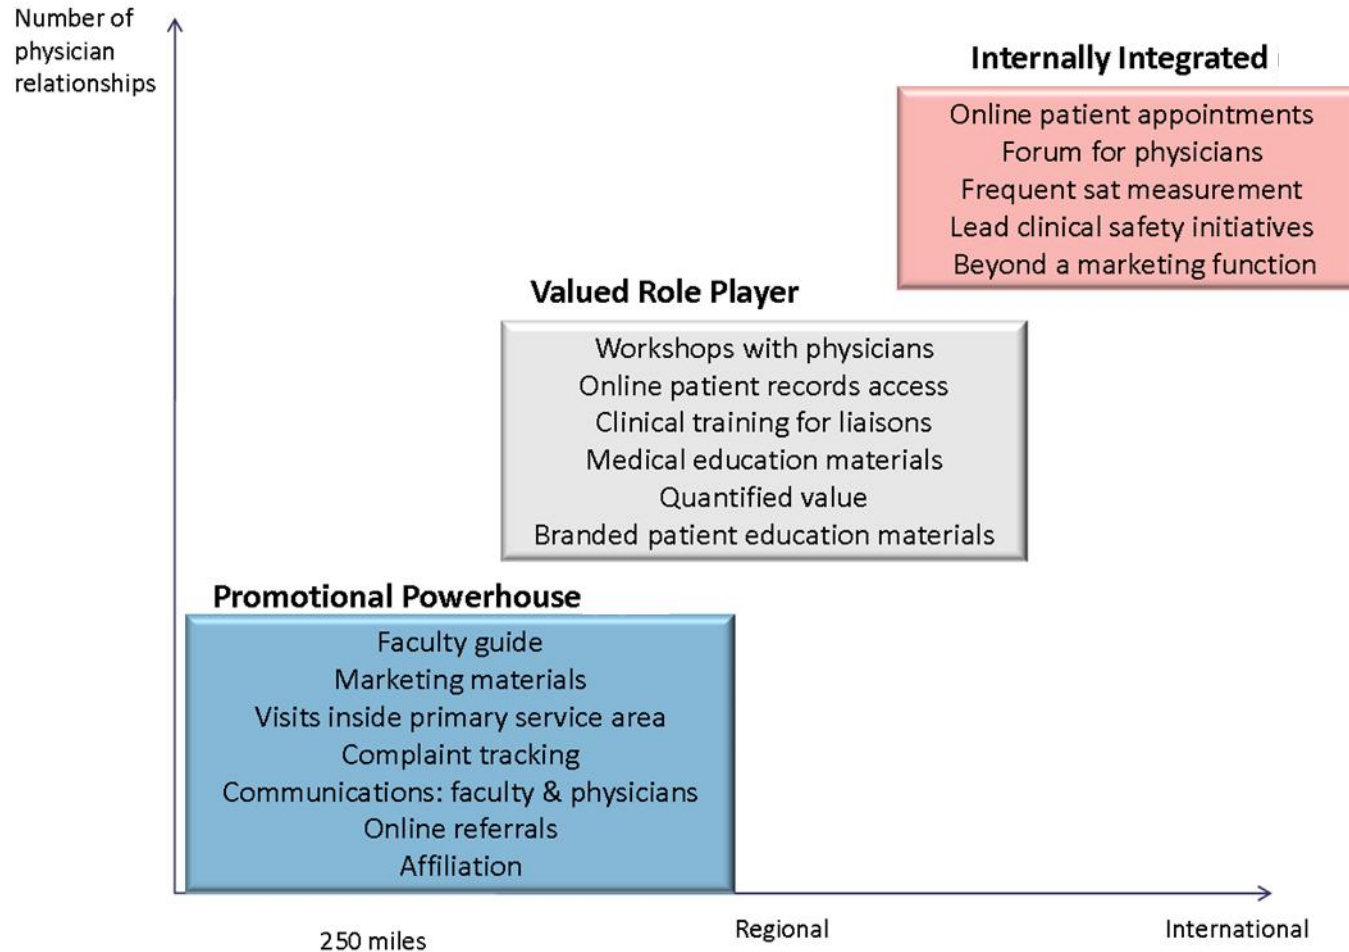 Number of
physician
relationships
Internally Integrated
Online patient appointments
Forum for physicians
Frequent sat measurement
Lead clinical safety initiatives
Beyond a marketing function
Valued Role Player
Workshops with physicians
Online patient records access
Clinical training for liaisons
Medical education materials
Quantified value
Branded patient education materials
Promotional Powerhouse
Faculty guide
Marketing materials
Visits inside primary service area
Complaint tracking
Communications: faculty & physicians
Online referrals
Affiliation
250 miles
Regional
International